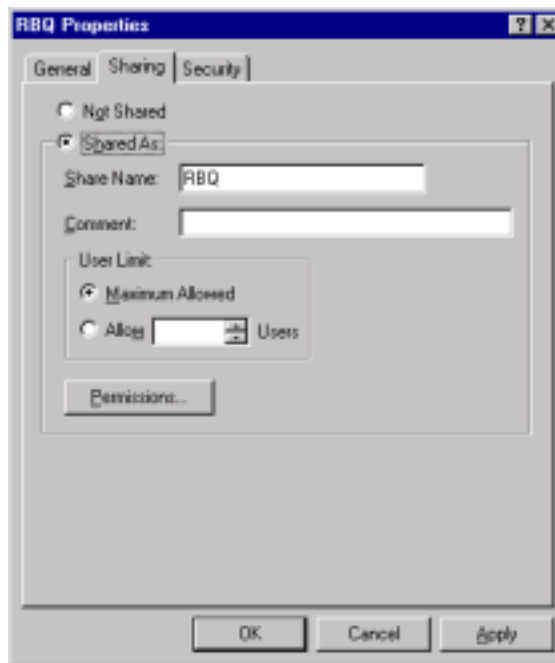 RBQ Properties
General Sharing Security
Not Shared
Shared As:
Share Name: RBQ
Comment:
User Limit:
Maximum Allowed
Allow Users
Permissions...
OK Cancel Apply